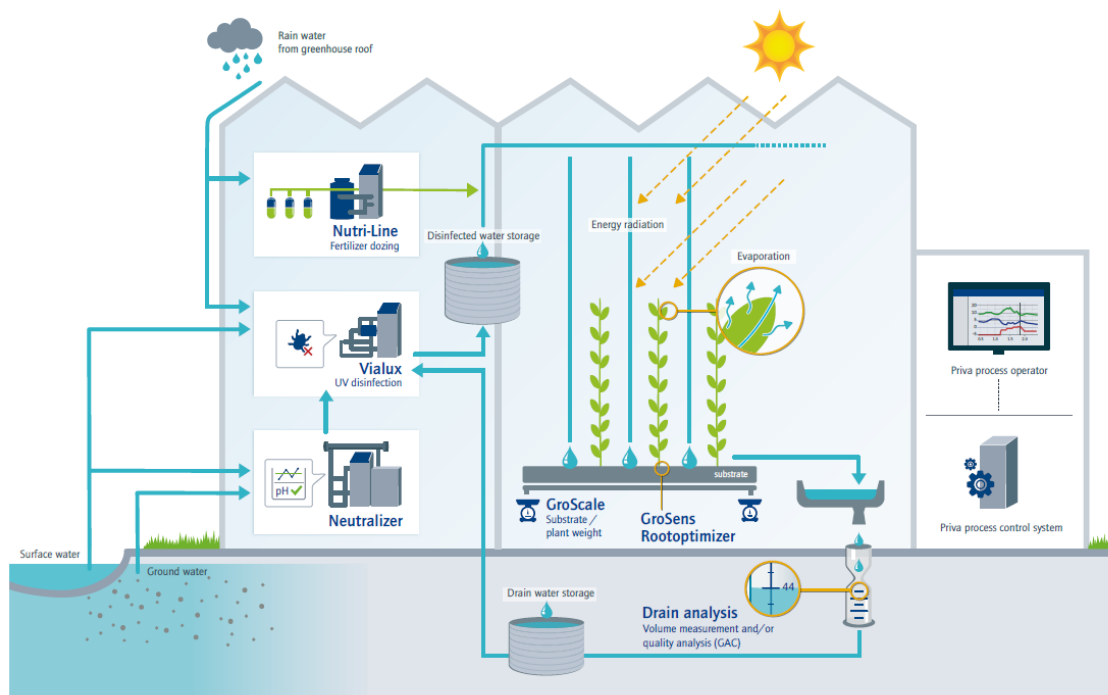 Rain water
from greenhouse roof
Nutri-Line
Fertilizer dozing
Disinfected water storage
Energy radiation
Evaporation
Vialux
UV disinfection
pH
Neutralizer
substrate
GroScale
Substrate /
plant weight
GroSens
Rootoptimizer
Priva process operator
Priva process control system
Surface water
Ground water
Drain water storage
Drain analysis
Volume measurement and/or
quality analysis (GAC)
44